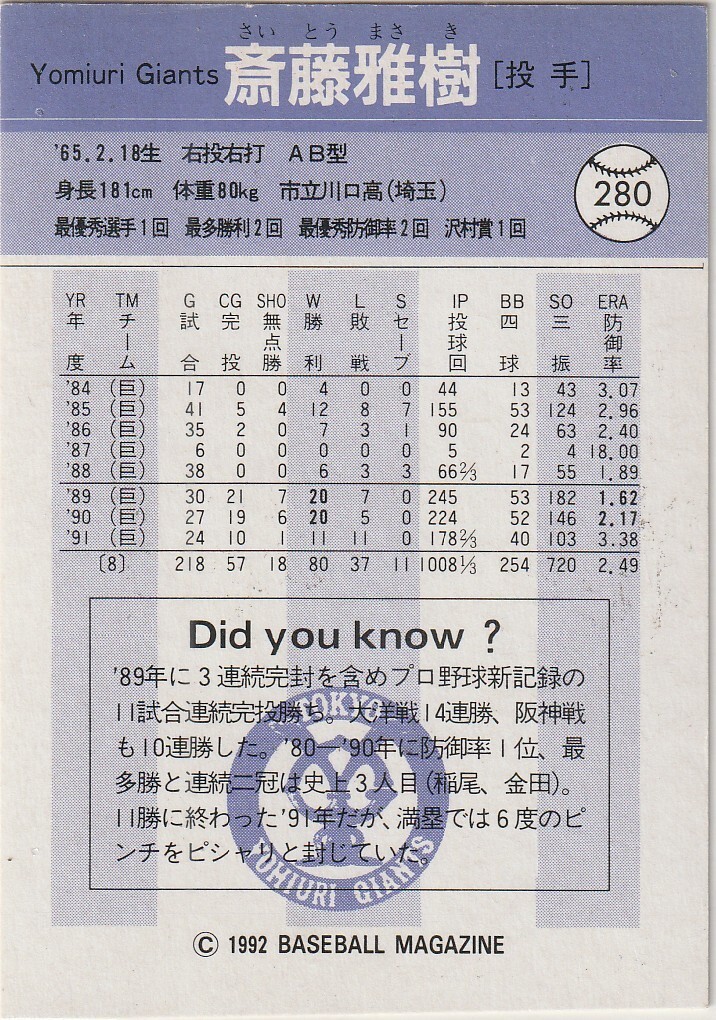 さい とう まさ き
Yomiuri Giants 斎藤雅樹 [投手]
'65.2.18生 右投右打 AB型
身長181cm 体重80kg 市立川口高(埼玉)
最優秀選手1回 最多勝利2回 最優秀防御率2回 沢村賞1回
280
YR TM G CG SHO W L S IP BB SO ERA
年度 チーム 試合 完投 無点勝 勝利 敗戦 セーブ 投球回 四球 三振 防御率
'84 (巨) 17 0 0 4 0 0 44 13 43 3.07
'85 (巨) 41 5 4 12 8 7 155 53 124 2.96
'86 (巨) 35 2 0 7 3 1 90 24 63 2.40
'87 (巨) 6 0 0 0 0 0 5 2 4 18.00
'88 (巨) 38 0 0 6 3 3 66⅔ 17 55 1.89
'89 (巨) 30 21 7 20 7 0 245 53 182 1.62
'90 (巨) 27 19 6 20 5 0 224 52 146 2.17
'91 (巨) 24 10 1 11 11 0 178⅔ 40 103 3.38
〔8〕 218 57 18 80 37 11 1008⅓ 254 720 2.49
Did you know ?
'89年に3連続完封を含めプロ野球新記録の
11試合連続完投勝ち。大洋戦14連勝、阪神戦
も10連勝した。'80―'90年に防御率1位、最
多勝と連続二冠は史上3人目(稲尾、金田)。
11勝に終わった'91年だが、満塁では6度のピ
ンチをピシャリと封じていた。
TOKYO
YOMIURI GIANTS
© 1992 BASEBALL MAGAZINE